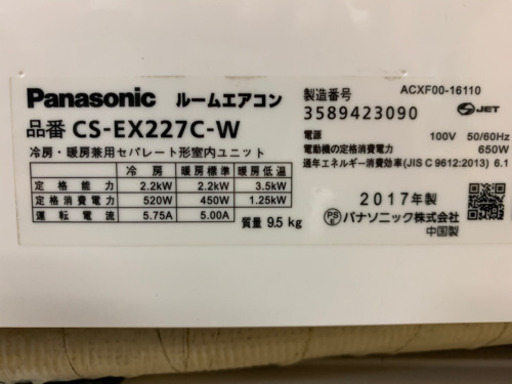 Panasonic ルームエアコン
品番 CS-EX227C-W
冷房・暖房兼用セパレート形室内ユニット
冷房 暖房標準 暖房低温
定格能力 2.2kW 2.2kW 3.5kW
定格消費電力 520W 450W 1.25kW
運転電流 5.75A 5.00A
質量 9.5 kg
ACXF00-16110
製造番号
3589423090
JET
電源 100V 50/60Hz
電動機の定格消費電力 650W
通年エネルギー消費効率(JIS C 9612:2013) 6.1
2017年製
PS E パナソニック株式会社
中国製